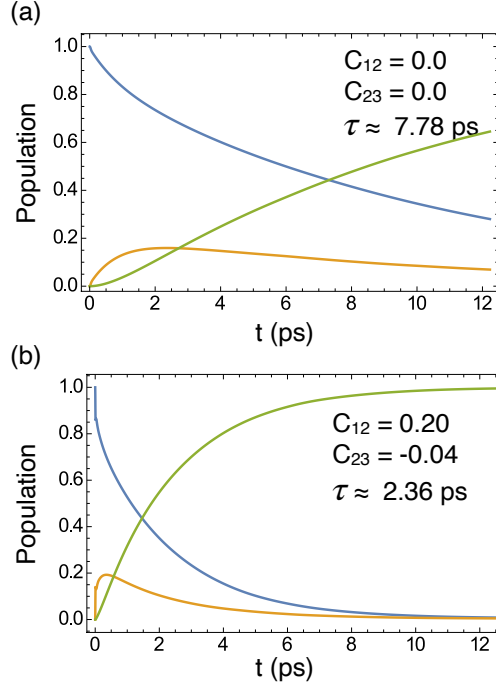 (a)
1.0
0.8
0.6
0.4
0.2
0.0
Population
C₁₂ = 0.0
C₂₃ = 0.0
τ ≈ 7.78 ps
0 2 4 6 8 10 12
t (ps)
(b)
1.0
0.8
0.6
0.4
0.2
0.0
Population
C₁₂ = 0.20
C₂₃ = -0.04
τ ≈ 2.36 ps
0 2 4 6 8 10 12
t (ps)